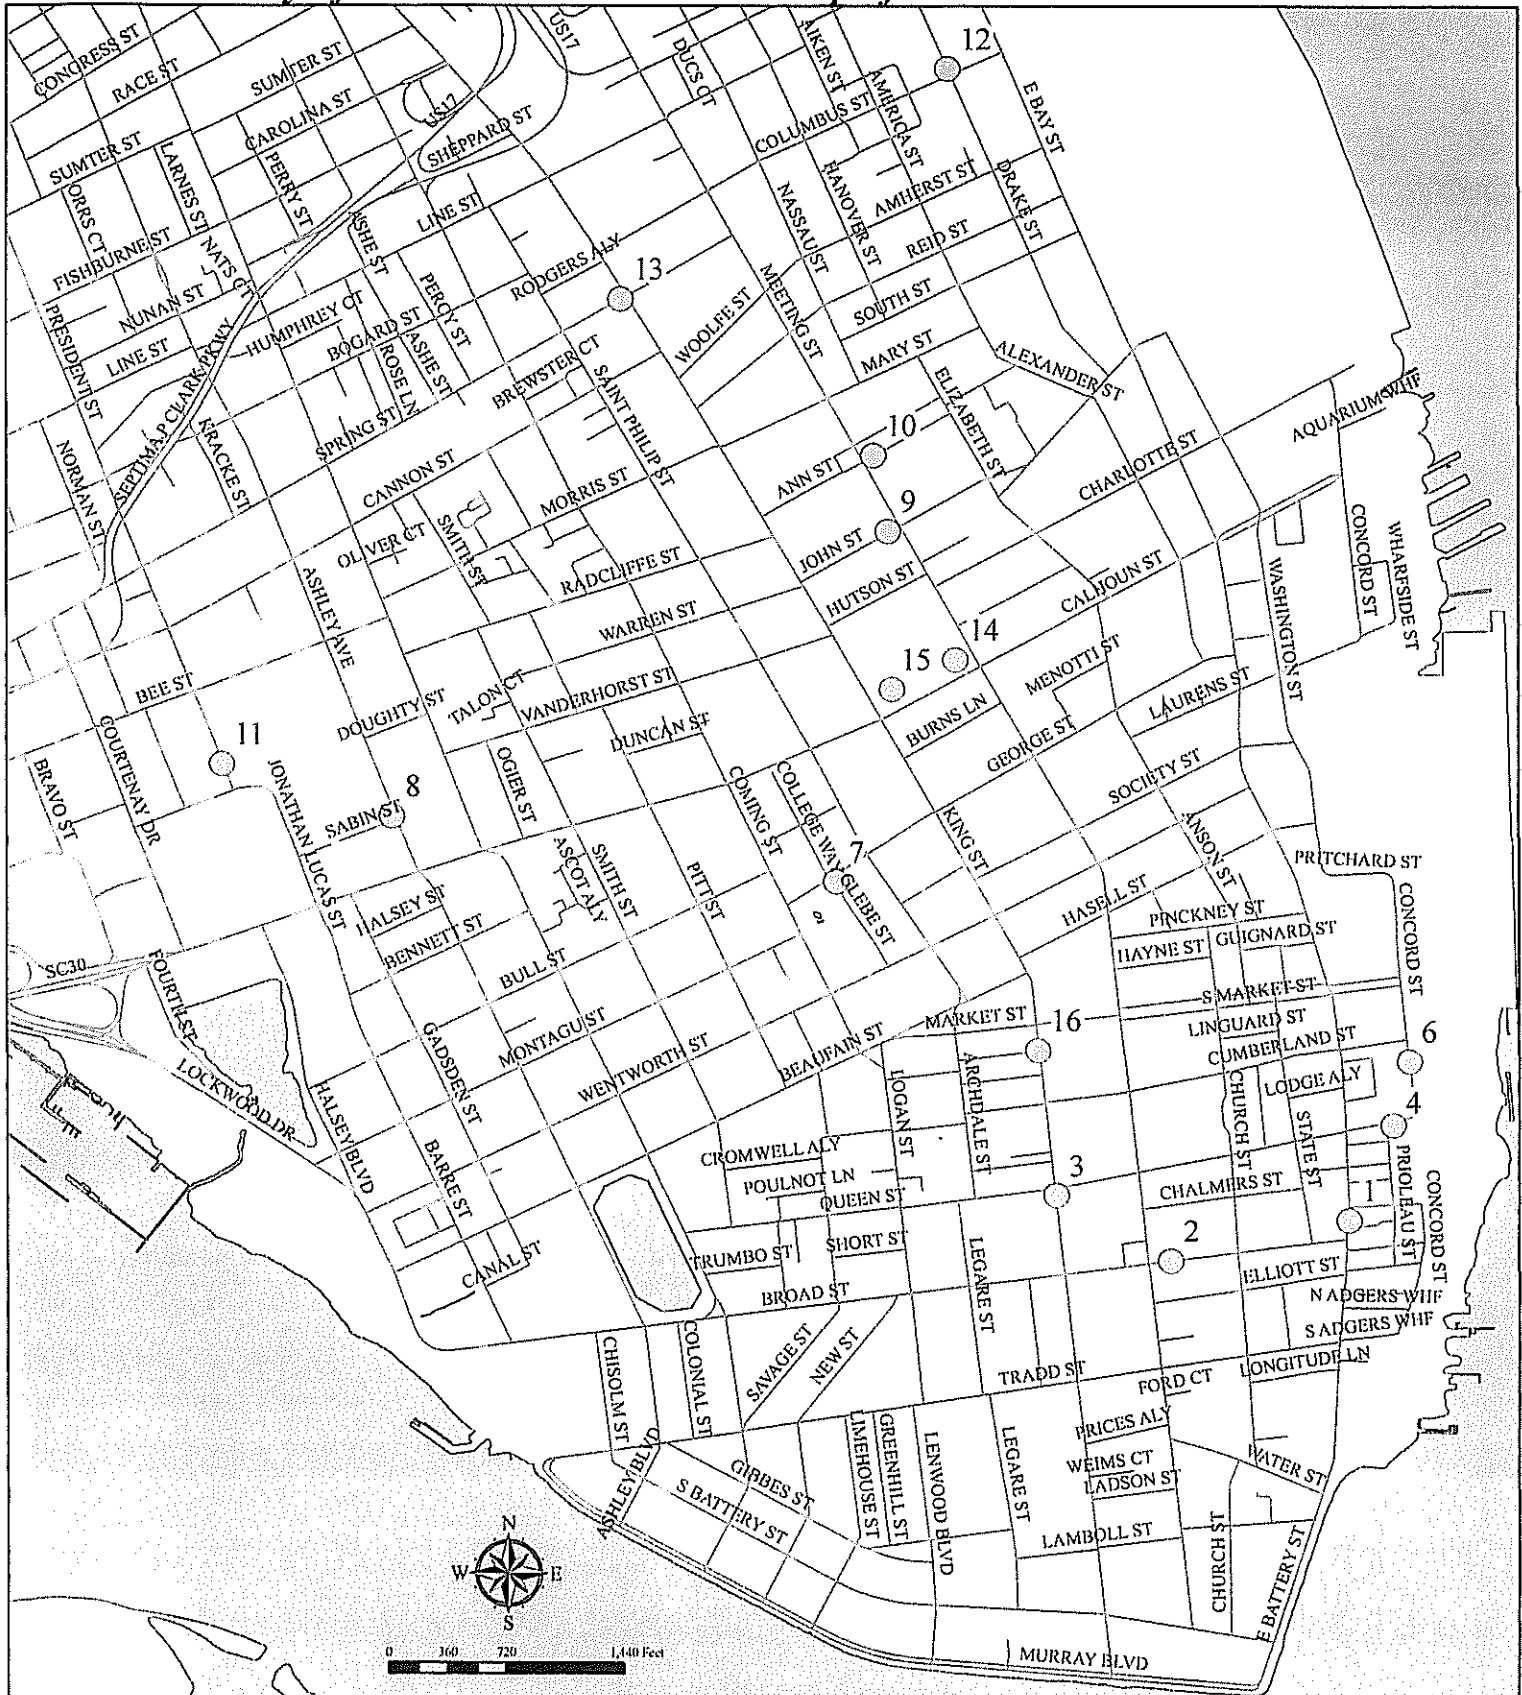 US17
12
CONGRESS ST
RACE ST
SUMTER ST
DUCS CT
AIKEN ST
AMERICA ST
E BAY ST
CAROLINA ST
US17
SHEPPARD ST
COLUMBUS ST
SUMTER ST
LARNES ST
PERRY ST
ORRS CT
HANOVER ST
AMHERST ST
DRAKE ST
NASSAU ST
LINE ST
ASHE ST
REID ST
FISHBURNE ST
NATS CT
RODGERS ALY
13
PERCY ST
MEETING ST
SOUTH ST
NUNAN ST
HUMPHREY CT
BOGARD ST
WOOLFE ST
PRESIDENT ST
LINE ST
ROSE LN
ASHE ST
BREWSTER CT
SAINT PHILIP ST
MARY ST
ALEXANDER ST
SEPTIMA P CLARK PKWY
ELIZABETH ST
AQUARIUM WHF
KRACKE ST
SPRING ST
10
NORMAN ST
CANNON ST
MORRIS ST
ANN ST
CHARLOTTE ST
9
OLIVER CT
SMITH ST
JOHN ST
CONCORD ST
WHARFSIDE ST
ASHLEY AVE
RADCLIFFE ST
HUTSON ST
CALHOUN ST
WASHINGTON ST
WARREN ST
14
15
BEE ST
DOUGHTY ST
TALON CT
VANDERHORST ST
MENOTTI ST
LAURENS ST
COURTENAY DR
11
DUNCAN ST
BURNS LN
GEORGE ST
BRAVO ST
JONATHAN LUCAS ST
8
SABIN ST
OGIER ST
COMING ST
COLLEGE WAY
SOCIETY ST
KING ST
ANSON ST
7
GLEBE ST
PRITCHARD ST
ASCOT ALY
SMITH ST
PITT ST
HALSEY ST
BENNETT ST
HASELL ST
PINCKNEY ST
CONCORD ST
BULL ST
HAYNE ST
GUIGNARD ST
SC30
FOURTH ST
S MARKET ST
MONTAGU ST
GADSDEN ST
MARKET ST
16
LINGUARD ST
CUMBERLAND ST
6
WENTWORTH ST
BEAUFAIN ST
LOCKWOOD DR
HALSEY BLVD
LOGAN ST
ARCHDALE ST
CHURCH ST
LODGE ALY
STATE ST
4
BARRE ST
CROMWELL ALY
POULNOT LN
QUEEN ST
3
CHALMERS ST
1
PRIOLEAU ST
CONCORD ST
2
TRUMBO ST
SHORT ST
LEGARE ST
CANAL ST
ELLIOTT ST
BROAD ST
N ADGERS WHF
S ADGERS WHF
CHISOLM ST
COLONIAL ST
SAVAGE ST
NEW ST
TRADD ST
FORD CT
LONGITUDE LN
LIMEHOUSE ST
GREENHILL ST
LENWOOD BLVD
LEGARE ST
PRICES ALY
WEIMS CT
LADSON ST
WATER ST
ASHLEY BLVD
GIBBES ST
S BATTERY ST
LAMBOLL ST
CHURCH ST
E BATTERY ST
N
W E
S
0 360 720 1,440 Feet
MURRAY BLVD